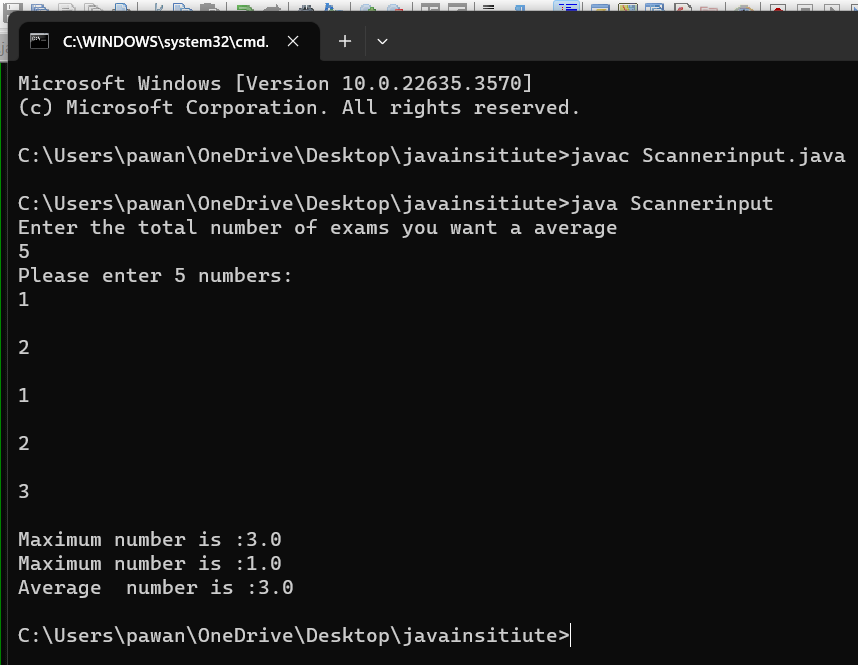 C:\WINDOWS\system32\cmd.
Microsoft Windows [Version 10.0.22635.3570]
(c) Microsoft Corporation. All rights reserved.
C:\Users\pawan\OneDrive\Desktop\javainsitiute>javac Scannerinput.java
C:\Users\pawan\OneDrive\Desktop\javainsitiute>java Scannerinput
Enter the total number of exams you want a average
5
Please enter 5 numbers:
1
2
1
2
3
Maximum number is :3.0
Maximum number is :1.0
Average  number is :3.0
C:\Users\pawan\OneDrive\Desktop\javainsitiute>